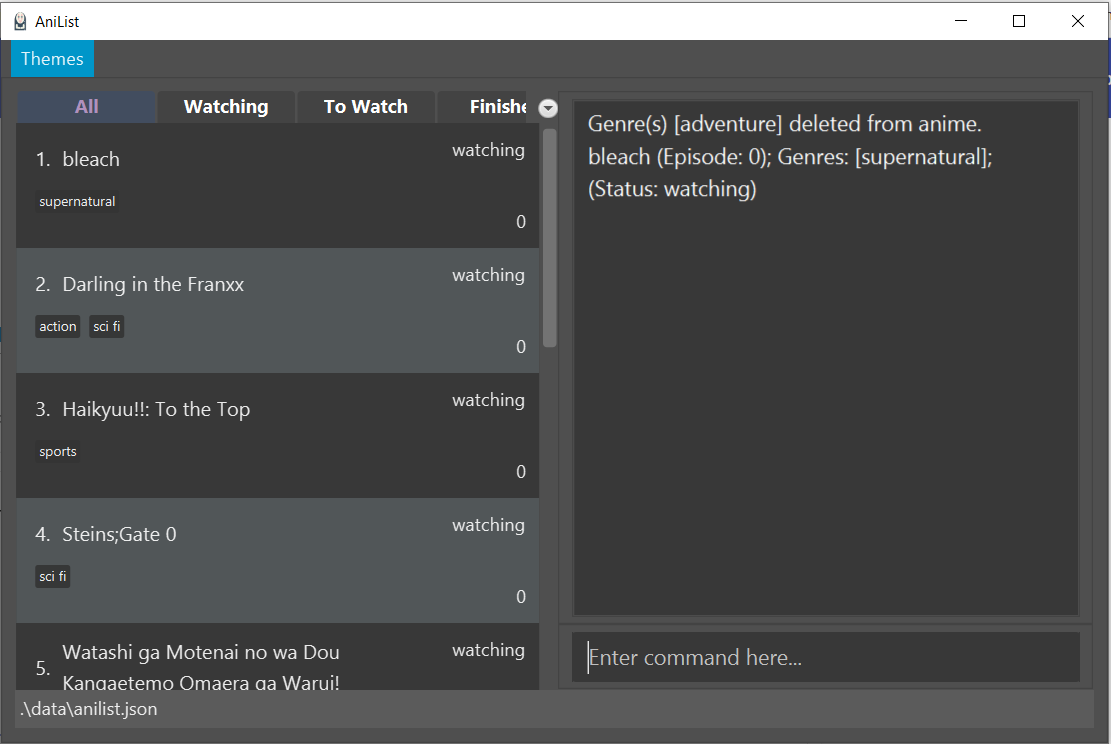 AniList
Themes
All
Watching
To Watch
Finishe
1. bleach
watching
supernatural
0
2. Darling in the Franxx
watching
action sci fi
0
3. Haikyuu!!: To the Top
watching
sports
0
4. Steins;Gate 0
watching
sci fi
0
5. Watashi ga Motenai no wa Dou
Kangaetemo Omaera ga Warui!
watching
Genre(s) [adventure] deleted from anime.
bleach (Episode: 0); Genres: [supernatural];
(Status: watching)
Enter command here...
.\data\anilist.json